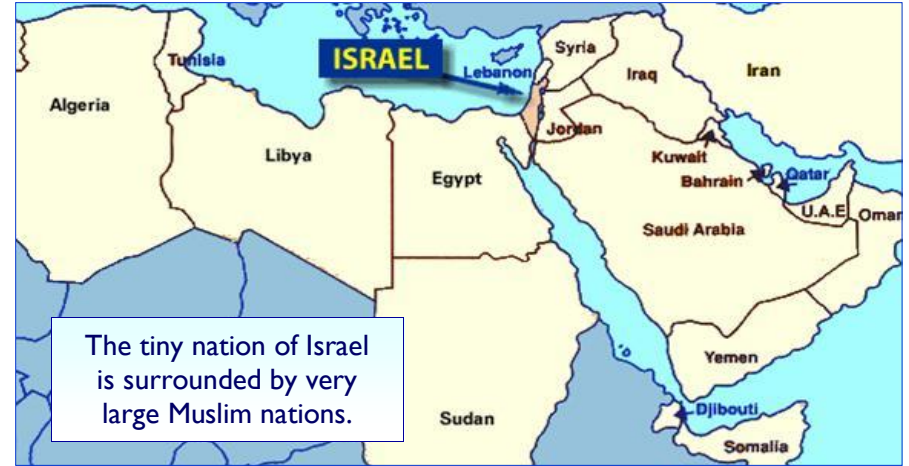 Tunisia
ISRAEL
Lebanon
Syria
Iraq
Iran
Algeria
Jordan
Libya
Kuwait
Egypt
Bahrain
Qatar
U.A.E
Oman
Saudi Arabia
The tiny nation of Israel
is surrounded by very
large Muslim nations.
Yemen
Sudan
Djibouti
Somalia